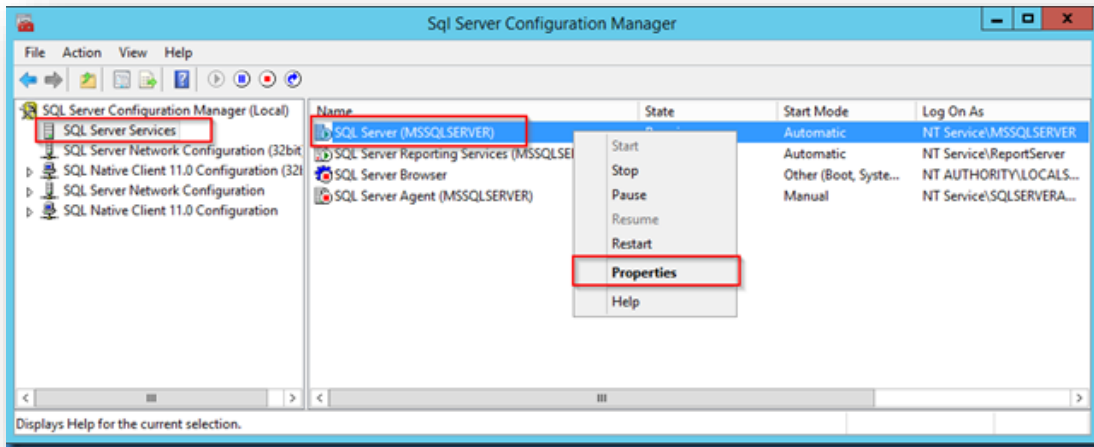 Sql Server Configuration Manager
File Action View Help
SQL Server Configuration Manager (Local)
SQL Server Services
SQL Server Network Configuration (32bit
SQL Native Client 11.0 Configuration (32b
SQL Server Network Configuration
SQL Native Client 11.0 Configuration
Name State Start Mode Log On As
SQL Server (MSSQLSERVER) Automatic NT Service\MSSQLSERVER
SQL Server Reporting Services (MSSQLSE Automatic NT Service\ReportServer
SQL Server Browser Other (Boot, Syste... NT AUTHORITY\LOCALS...
SQL Server Agent (MSSQLSERVER) Manual NT Service\SQLSERVERA...
Start
Stop
Pause
Resume
Restart
Properties
Help
Displays Help for the current selection.